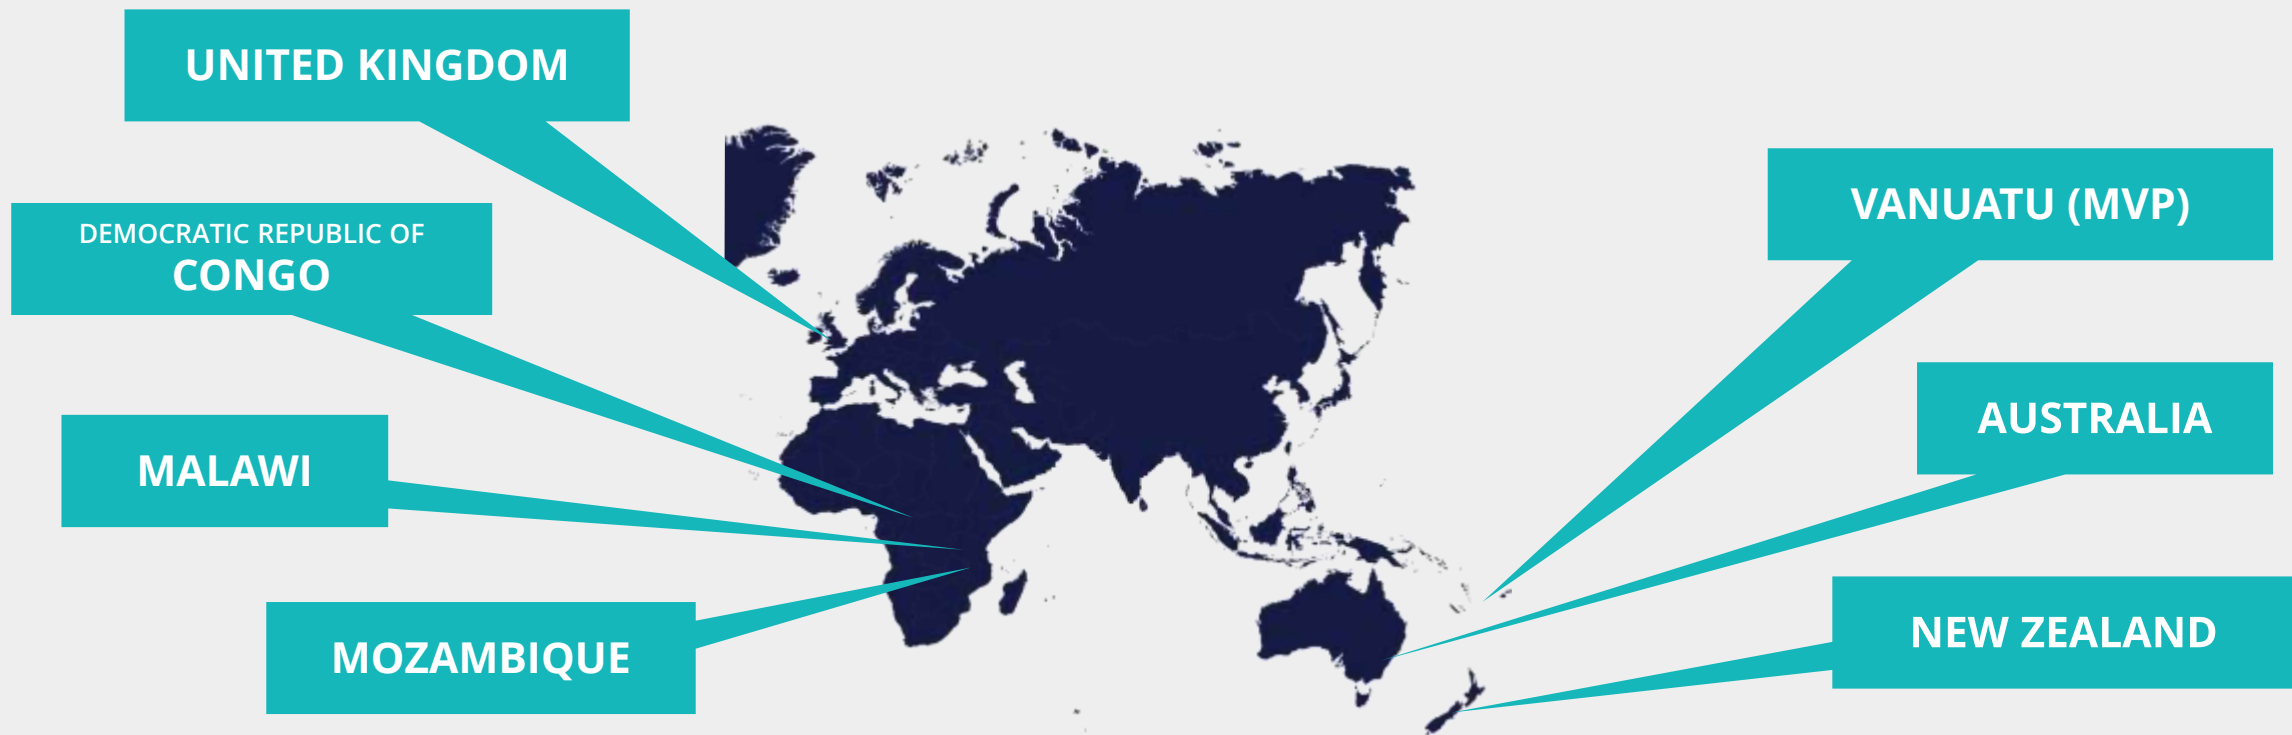 UNITED KINGDOM
DEMOCRATIC REPUBLIC OF
CONGO
MALAWI
MOZAMBIQUE
VANUATU (MVP)
AUSTRALIA
NEW ZEALAND